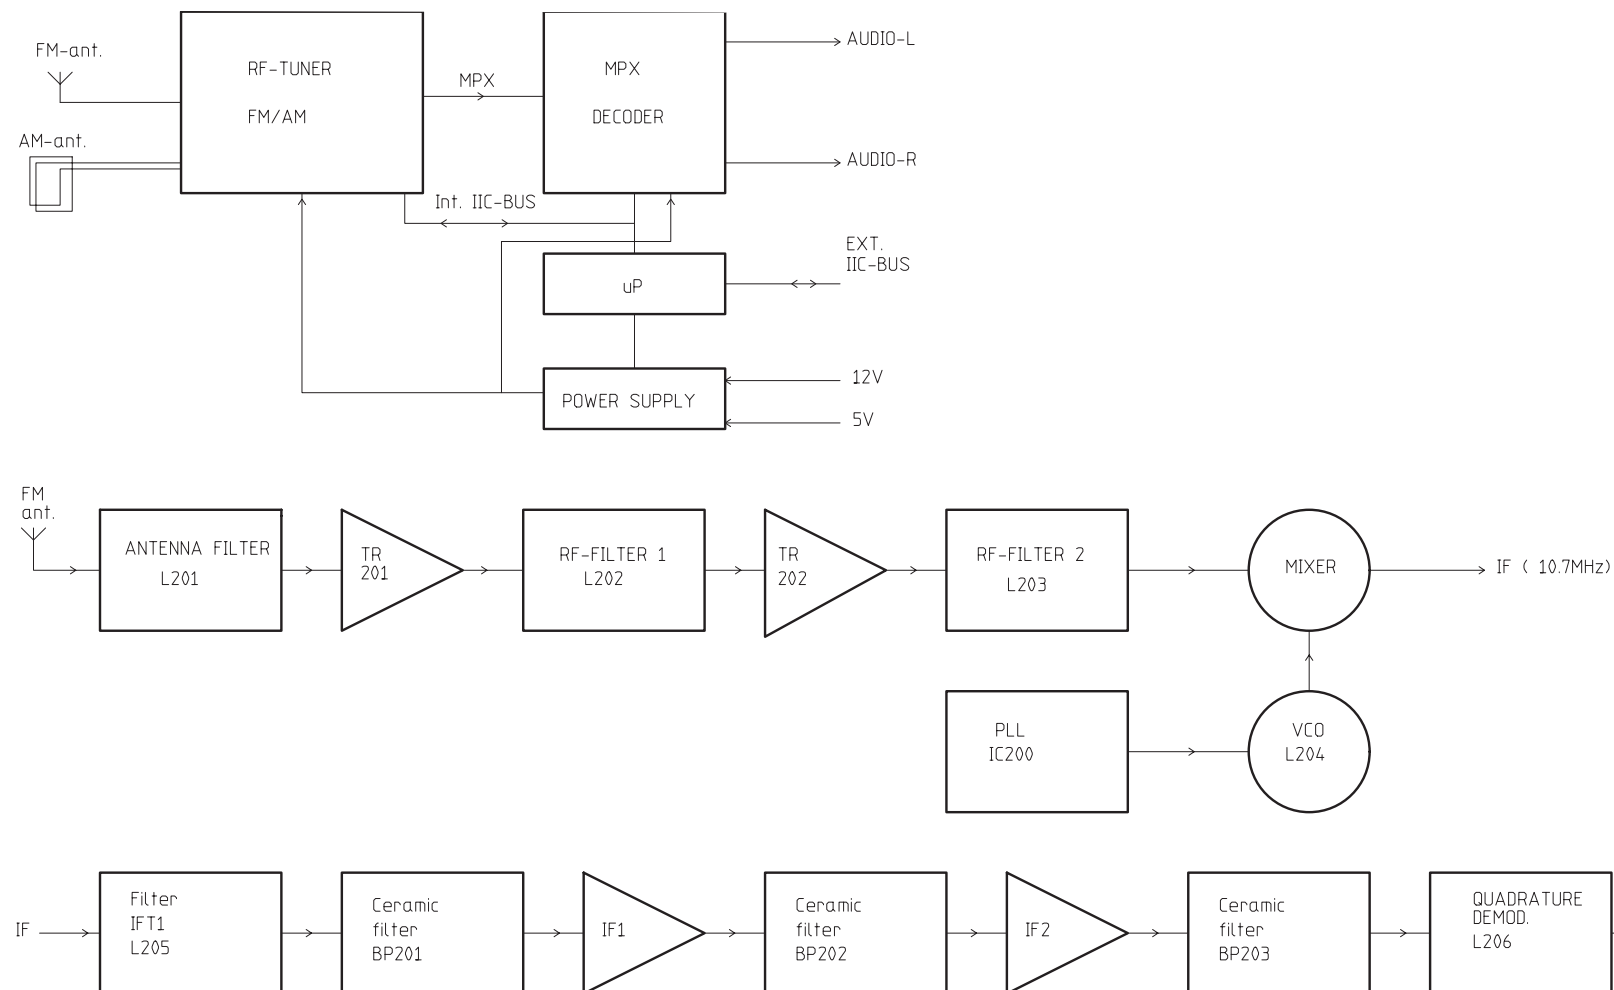 FM-ant.
AM-ant.
RF-TUNER
FM/AM
MPX
MPX
DECODER
AUDIO-L
AUDIO-R
Int. IIC-BUS
EXT.
IIC-BUS
uP
POWER SUPPLY
12V
5V
FM
ant.
ANTENNA FILTER
L201
TR
201
RF-FILTER 1
L202
TR
202
RF-FILTER 2
L203
MIXER
IF ( 10.7MHz)
PLL
IC200
VCO
L204
IF
Filter
IFT1
L205
Ceramic
filter
BP201
IF1
Ceramic
filter
BP202
IF2
Ceramic
filter
BP203
QUADRATURE
DEMOD.
L206